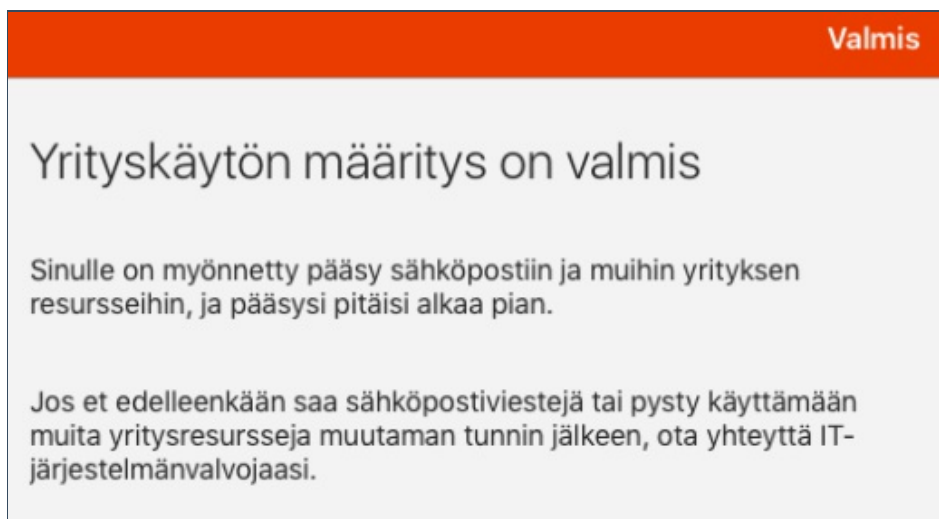 Valmis
Yrityskäytön määritys on valmis
Sinulle on myönnetty pääsy sähköpostiin ja muihin yrityksen
resursseihin, ja pääsysi pitäisi alkaa pian.
Jos et edelleenkään saa sähköpostiviestejä tai pysty käyttämään
muita yritysresursseja muutaman tunnin jälkeen, ota yhteyttä IT-
järjestelmänvalvojaasi.